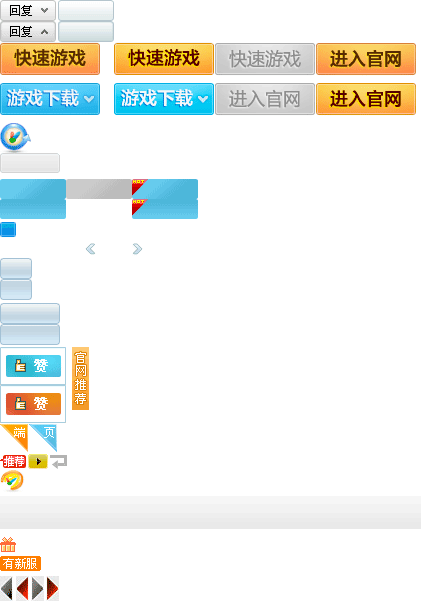 回复
回复
快速游戏 快速游戏 快速游戏 进入官网
游戏下载 游戏下载 进入官网 进入官网
HOT
HOT
赞
官网推荐
赞
端 页
推荐
有新服